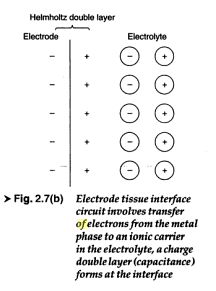 Helmholtz double layer
Electrode Electrolyte
− + − +
− + − +
− + − +
− + − +
− + − +
➤ Fig. 2.7(b) Electrode tissue interface
circuit involves transfer
of electrons from the metal
phase to an ionic carrier
in the electrolyte, a charge
double layer (capacitance)
forms at the interface